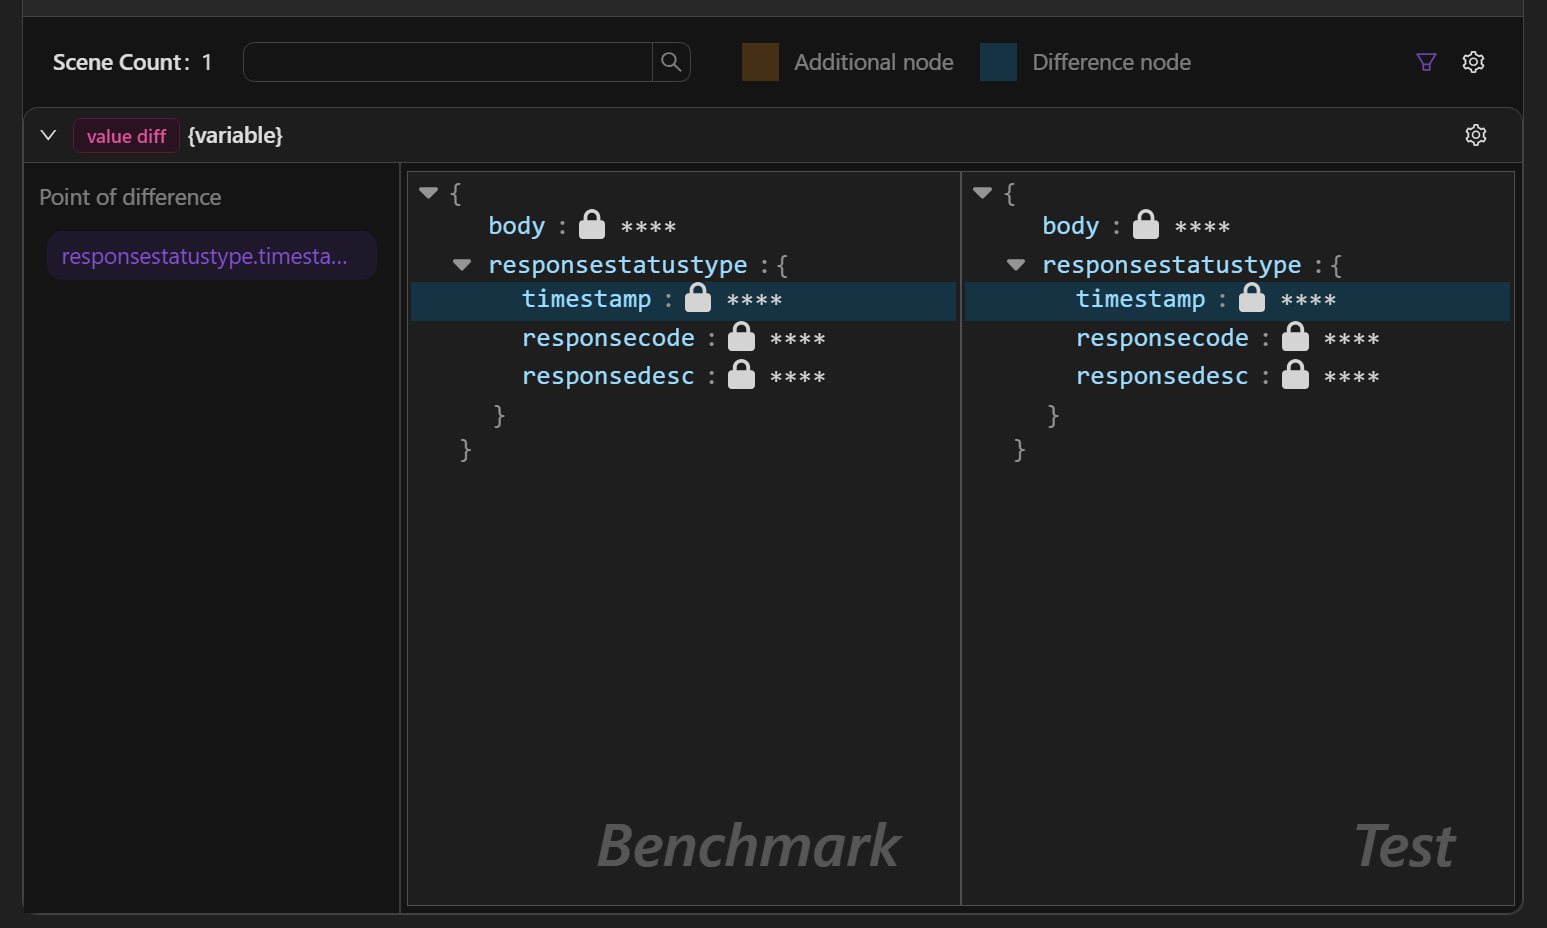 Scene Count: 1
Additional node
Difference node
value diff {variable}
Point of difference
responsestatustype.timesta...
{
body : ****
responsestatustype :{
timestamp : ****
responsecode : ****
responsedesc : ****
}
}
Benchmark
{
body : ****
responsestatustype :{
timestamp : ****
responsecode : ****
responsedesc : ****
}
}
Test